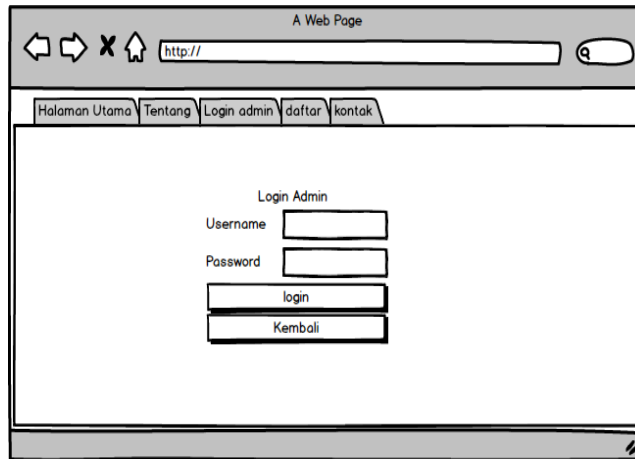 A Web Page
http://
Halaman Utama Tentang Login admin daftar kontak
Login Admin
Username
Password
login
Kembali